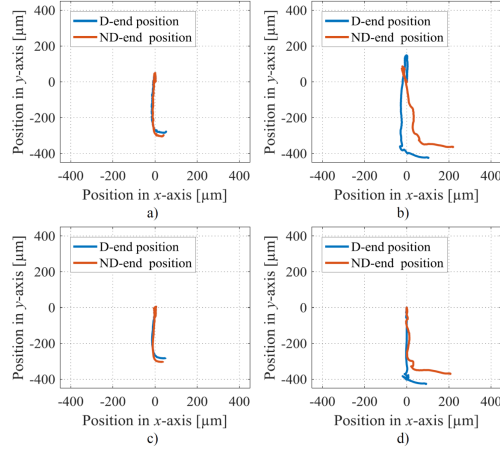 400
200
0
-200
-400
Position in y-axis [µm]
D-end position
ND-end position
-400 -200 0 200 400
Position in x-axis [µm]
a)
400
200
0
-200
-400
Position in y-axis [µm]
D-end position
ND-end position
-400 -200 0 200 400
Position in x-axis [µm]
b)
400
200
0
-200
-400
Position in y-axis [µm]
D-end position
ND-end position
-400 -200 0 200 400
Position in x-axis [µm]
c)
400
200
0
-200
-400
Position in y-axis [µm]
D-end position
ND-end position
-400 -200 0 200 400
Position in x-axis [µm]
d)